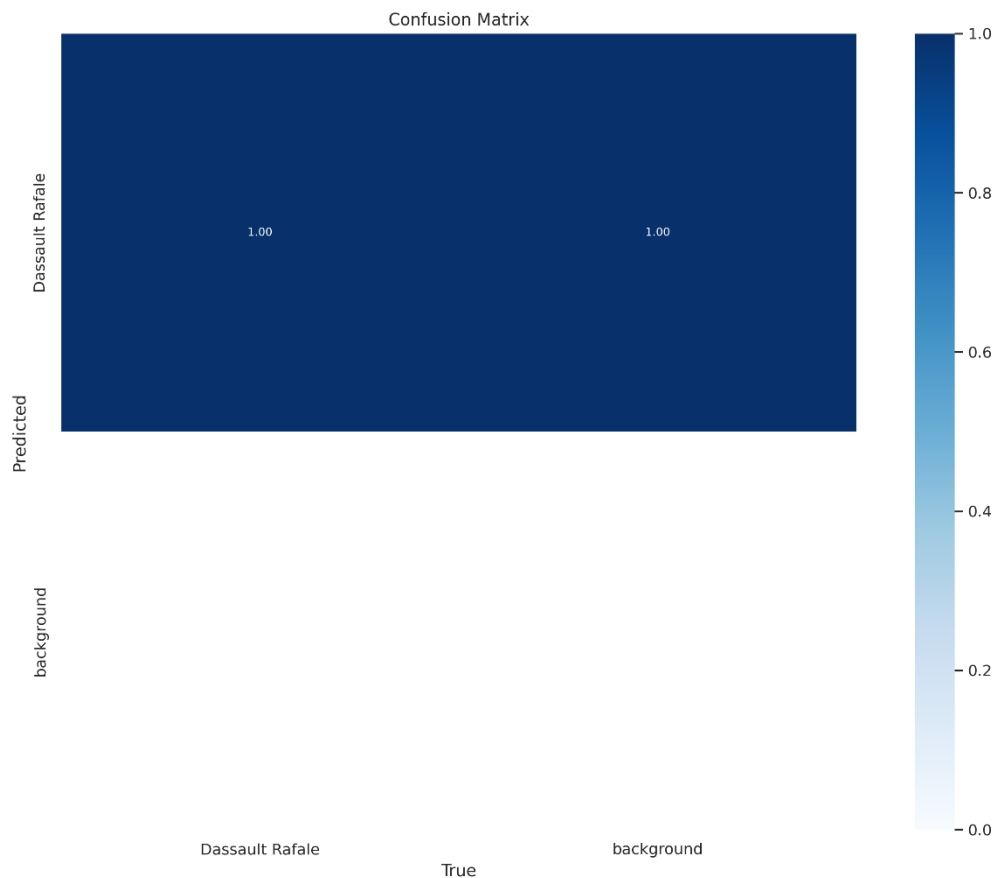 Confusion Matrix
1.0
Dassault Rafale
1.00 1.00
0.8
0.6
Predicted
0.4
background
0.2
0.0
Dassault Rafale background
True